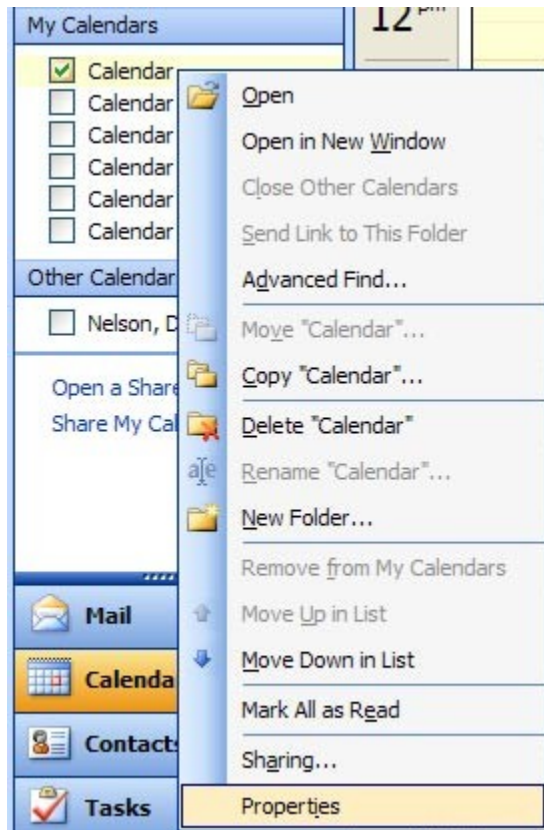 My Calendars
12 pm
Calendar
Calendar
Calendar
Calendar
Calendar
Calendar
Other Calendar
Nelson, D
Open a Share
Share My Cal
Mail
Calenda
Contact
Tasks
Open
Open in New Window
Close Other Calendars
Send Link to This Folder
Advanced Find...
Move "Calendar"...
Copy "Calendar"...
Delete "Calendar"
Rename "Calendar"...
New Folder...
Remove from My Calendars
Move Up in List
Move Down in List
Mark All as Read
Sharing...
Properties